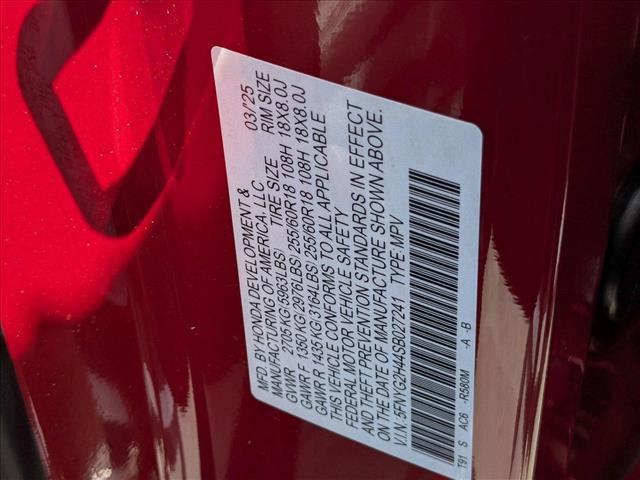 MFD. BY HONDA DEVELOPMENT & 03/'25
MANUFACTURING OF AMERICA, LLC
GVWR 2705 KG(5963LBS) TIRE SIZE RIM SIZE
GAWR F 1350 KG(2976LBS) 255/60R18 108H 18X8.0J
GAWR R 1435 KG(3164LBS) 255/60R18 108H 18X8.0J
THIS VEHICLE CONFORMS TO ALL APPLICABLE
FEDERAL MOTOR VEHICLE SAFETY
AND THEFT PREVENTION STANDARDS IN EFFECT
ON THE DATE OF MANUFACTURE SHOWN ABOVE.
V.I.N. 5FNYG2H44SB022741 TYPE: MPV
T91 S AC6 -R580M -A -B